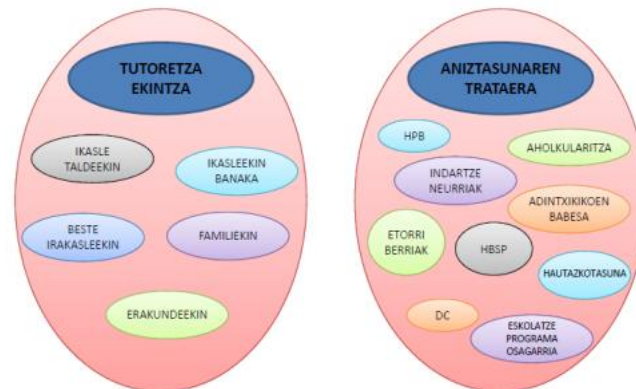 TUTORETZA
EKINTZA
IKASLE
TALDEEKIN
IKASLEEKIN
BANAKA
BESTE
IRAKASLEEKIN
FAMILIEKIN
ERAKUNDEEKIN
ANIZTASUNAREN
TRATAERA
HPB
AHOLKULARITZA
INDARTZE
NEURRIAK
ADINTXIKIKOEN
BABESA
ETORRI
BERRIAK
HBSP
HAUTAZKOTASUNA
DC
ESKOLATZE
PROGRAMA
OSAGARRIA